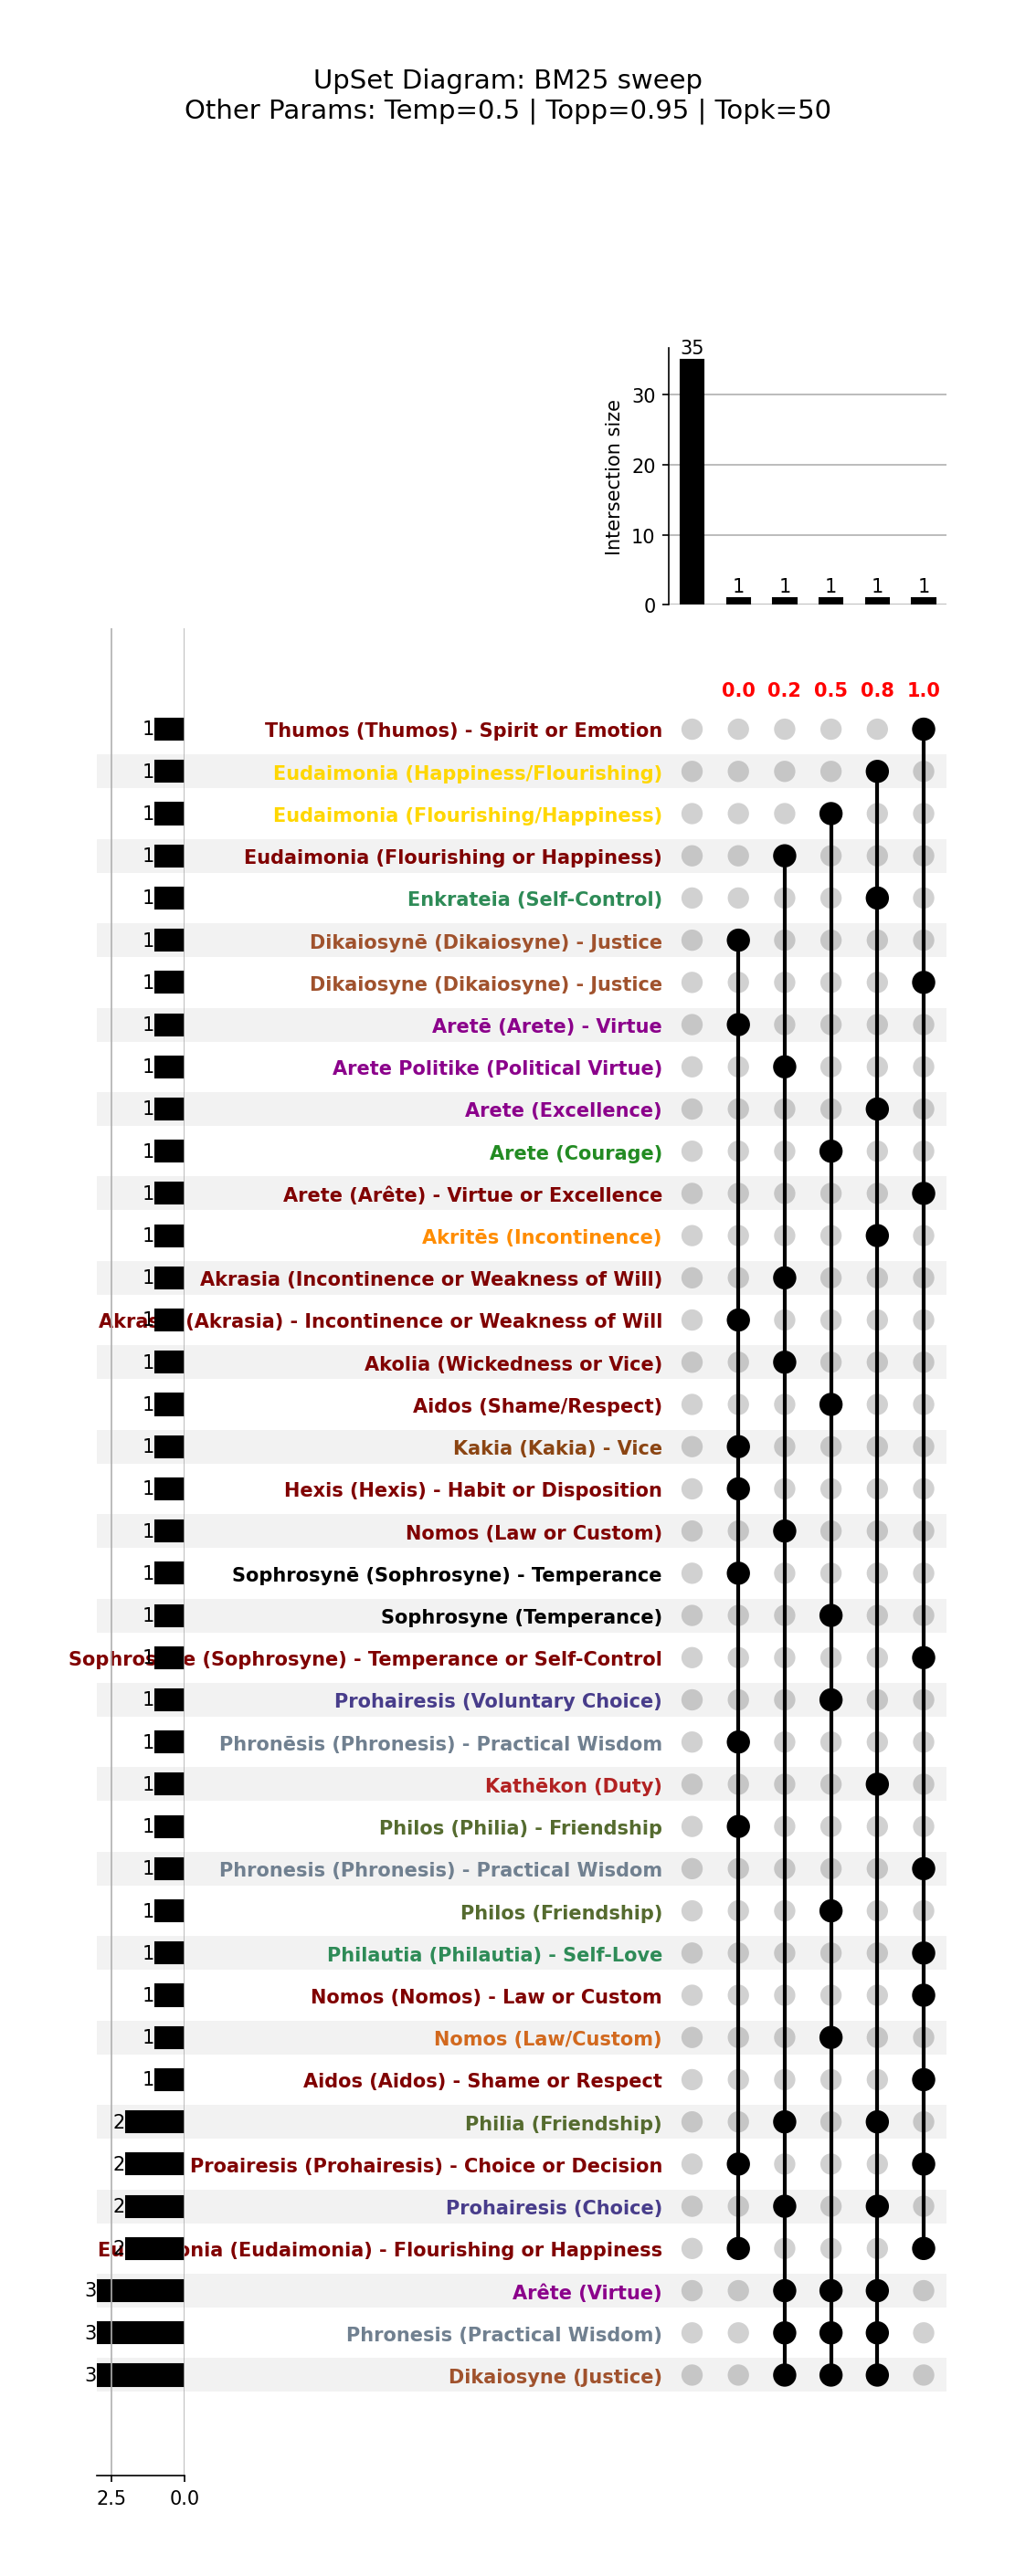 UpSet Diagram: BM25 sweep
Other Params: Temp=0.5 | Topp=0.95 | Topk=50
35
30
20
10
0
Intersection size
1 1 1 1 1
0.0 0.2 0.5 0.8 1.0
1 Thumos (Thumos) - Spirit or Emotion
1 Eudaimonia (Happiness/Flourishing)
1 Eudaimonia (Flourishing/Happiness)
1 Eudaimonia (Flourishing or Happiness)
1 Enkrateia (Self-Control)
1 Dikaiosynē (Dikaiosyne) - Justice
1 Dikaiosyne (Dikaiosyne) - Justice
1 Aretē (Arete) - Virtue
1 Arete Politike (Political Virtue)
1 Arete (Excellence)
1 Arete (Courage)
1 Arete (Arête) - Virtue or Excellence
1 Akritēs (Incontinence)
1 Akrasia (Incontinence or Weakness of Will)
1 (Akrasia) - Incontinence or Weakness of Will
1 Akolia (Wickedness or Vice)
1 Aidos (Shame/Respect)
1 Kakia (Kakia) - Vice
1 Hexis (Hexis) - Habit or Disposition
1 Nomos (Law or Custom)
1 Sophrosynē (Sophrosyne) - Temperance
1 Sophrosyne (Temperance)
1 (Sophrosyne) - Temperance or Self-Control
1 Prohairesis (Voluntary Choice)
1 Phronēsis (Phronesis) - Practical Wisdom
1 Kathēkon (Duty)
1 Philos (Philia) - Friendship
1 Phronesis (Phronesis) - Practical Wisdom
1 Philos (Friendship)
1 Philautia (Philautia) - Self-Love
1 Nomos (Nomos) - Law or Custom
1 Nomos (Law/Custom)
1 Aidos (Aidos) - Shame or Respect
2 Philia (Friendship)
2 Proairesis (Prohairesis) - Choice or Decision
2 Prohairesis (Choice)
2 (Eudaimonia) - Flourishing or Happiness
3 Arête (Virtue)
3 Phronesis (Practical Wisdom)
3 Dikaiosyne (Justice)
2.5 0.0